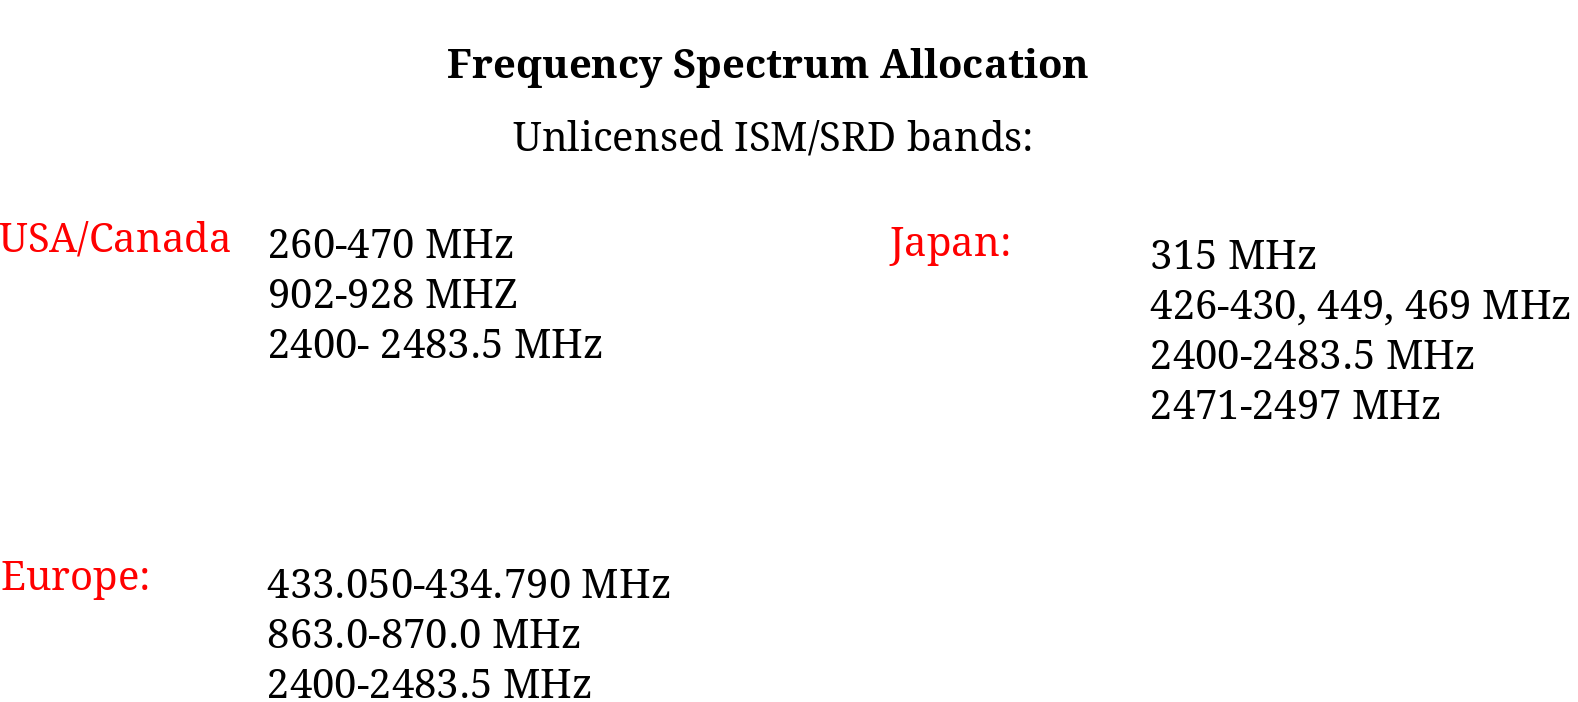 Frequency Spectrum Allocation
Unlicensed ISM/SRD bands:
USA/Canada
260-470 MHz
902-928 MHZ
2400- 2483.5 MHz
Japan:
315 MHz
426-430, 449, 469 MHz
2400-2483.5 MHz
2471-2497 MHz
Europe:
433.050-434.790 MHz
863.0-870.0 MHz
2400-2483.5 MHz